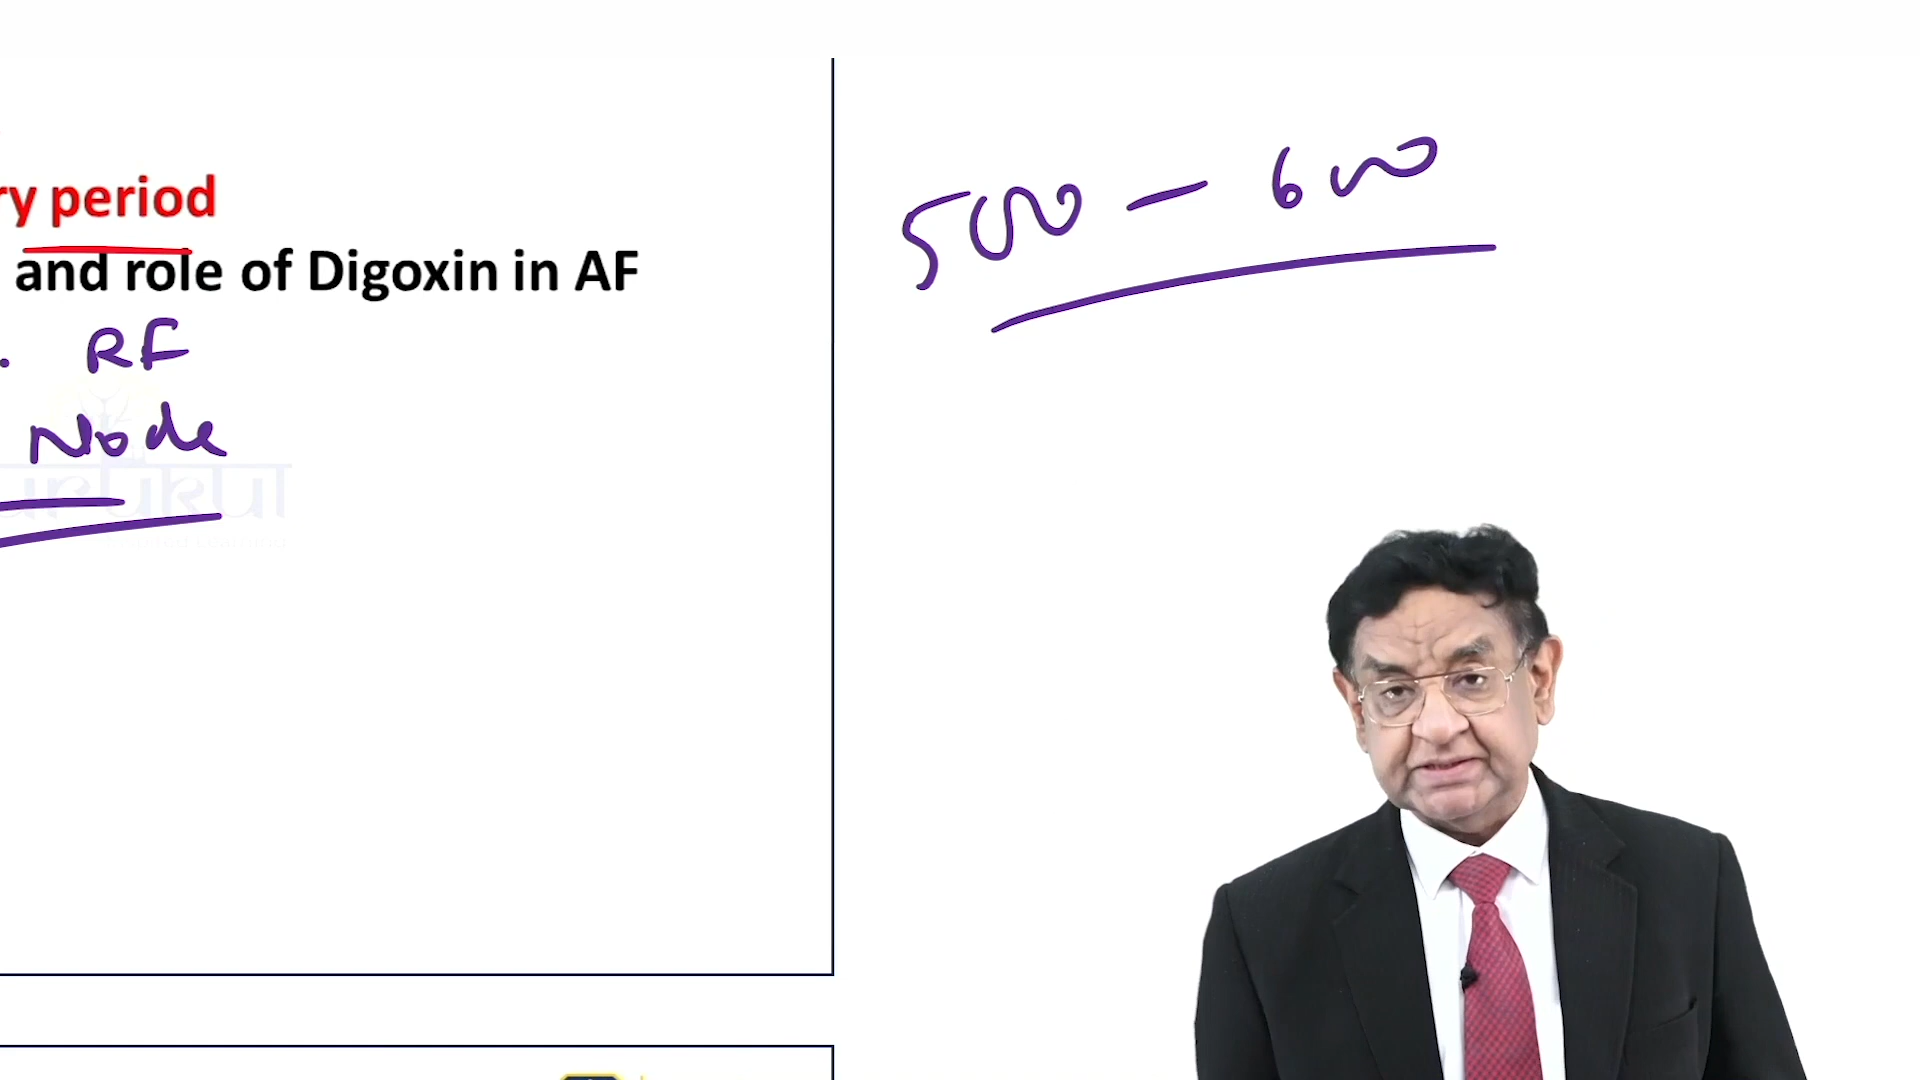 ry period
and role of Digoxin in AF
. RF
Node
500 - 600